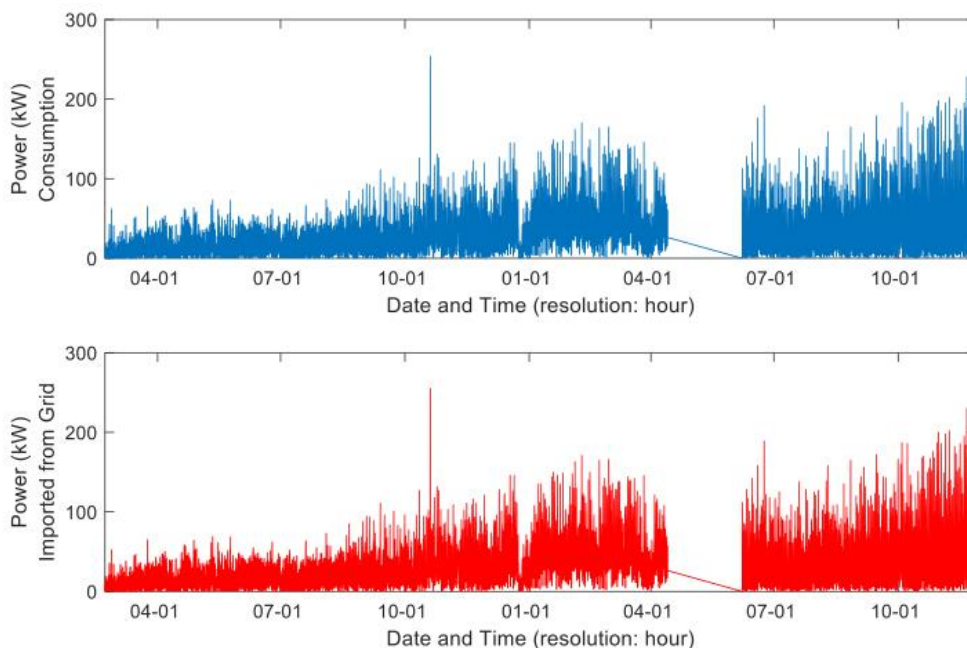 300
200
100
0
Power (kW)
Consumption
04-01 07-01 10-01 01-01 04-01 07-01 10-01
Date and Time (resolution: hour)
300
200
100
0
Power (kW)
Imported from Grid
04-01 07-01 10-01 01-01 04-01 07-01 10-01
Date and Time (resolution: hour)